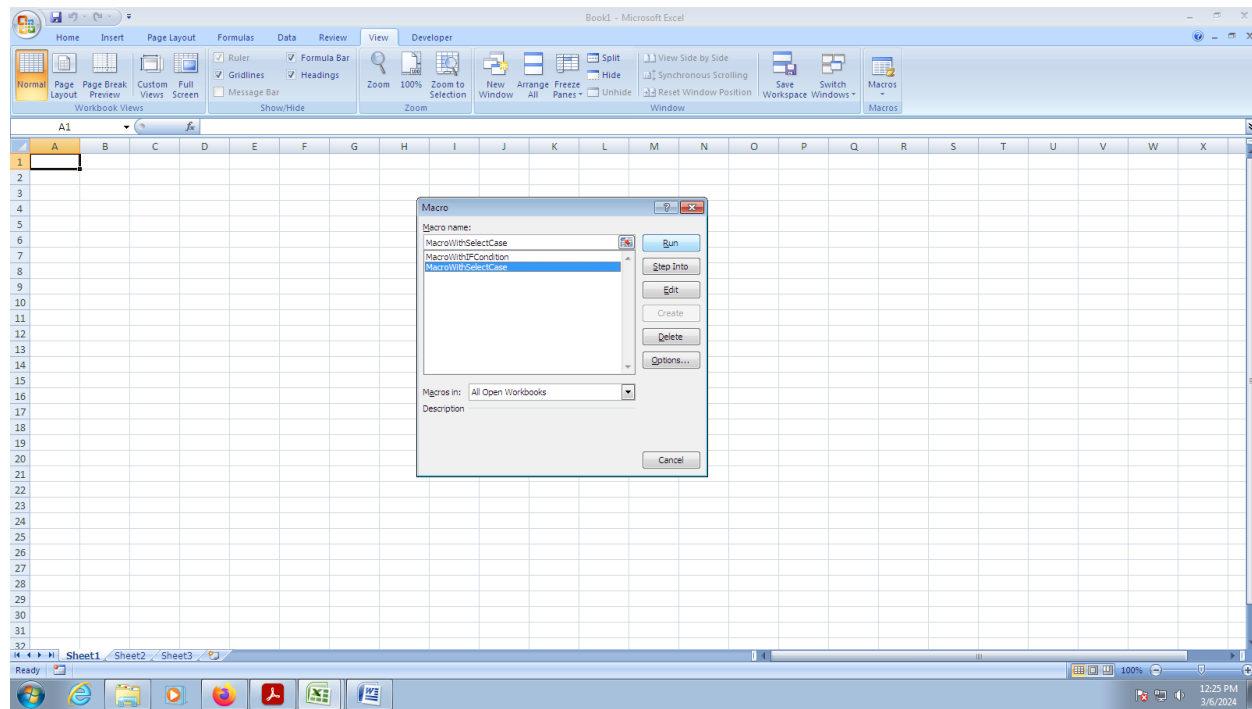 Book1 - Microsoft Excel
Home Insert Page Layout Formulas Data Review View Developer
Normal Page Layout Page Break Preview Custom Views Full Screen
Workbook Views
Ruler Formula Bar
Gridlines Headings
Message Bar
Show/Hide
Zoom 100% Zoom to Selection
Zoom
New Window Arrange All Freeze Panes
Split
Hide
Unhide
View Side by Side
Synchronous Scrolling
Reset Window Position
Save Workspace Switch Windows
Window
Macros
Macros
A1 fx
A B C D E F G H I J K L M N O P Q R S T U V W X
1
2
3
4
5
6
7
8
9
10
11
12
13
14
15
16
17
18
19
20
21
22
23
24
25
26
27
28
29
30
31
32
Macro
Macro name:
MacroWithSelectCase
MacroWithIFCondition
MacroWithSelectCase
Run
Step Into
Edit
Create
Delete
Options...
Macros in: All Open Workbooks
Description
Cancel
Sheet1 Sheet2 Sheet3
Ready 100%
12:25 PM
3/6/2024